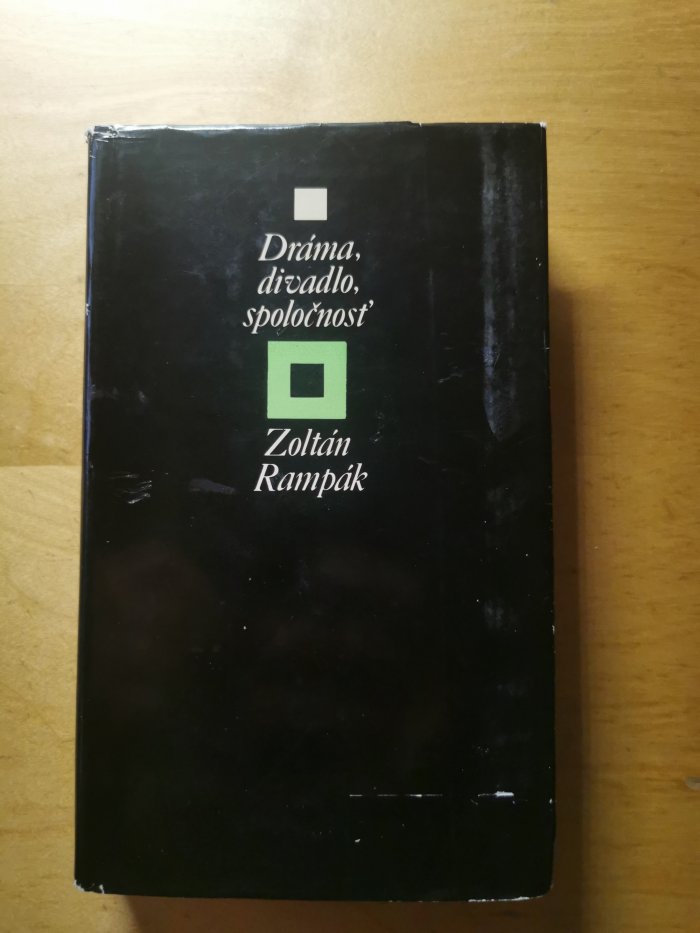 Dráma,
divadlo,
spoločnosť
Zoltán
Rampák